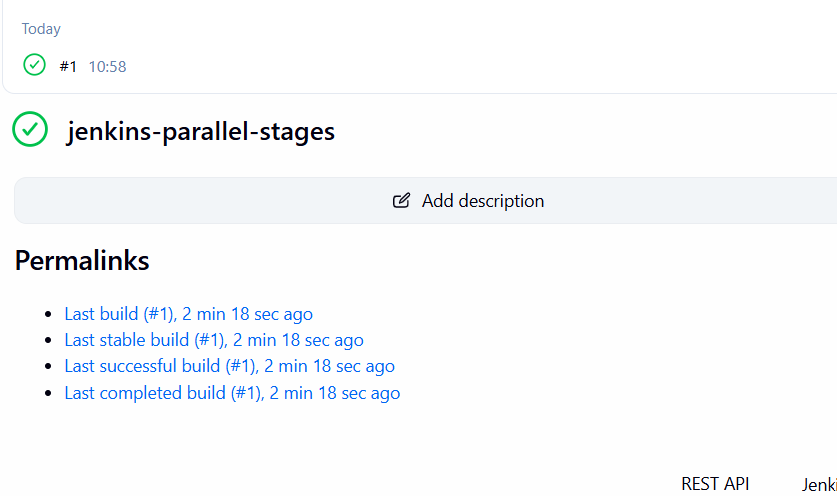 Today
#1 10:58
jenkins-parallel-stages
Add description
Permalinks
Last build (#1), 2 min 18 sec ago
Last stable build (#1), 2 min 18 sec ago
Last successful build (#1), 2 min 18 sec ago
Last completed build (#1), 2 min 18 sec ago
REST API